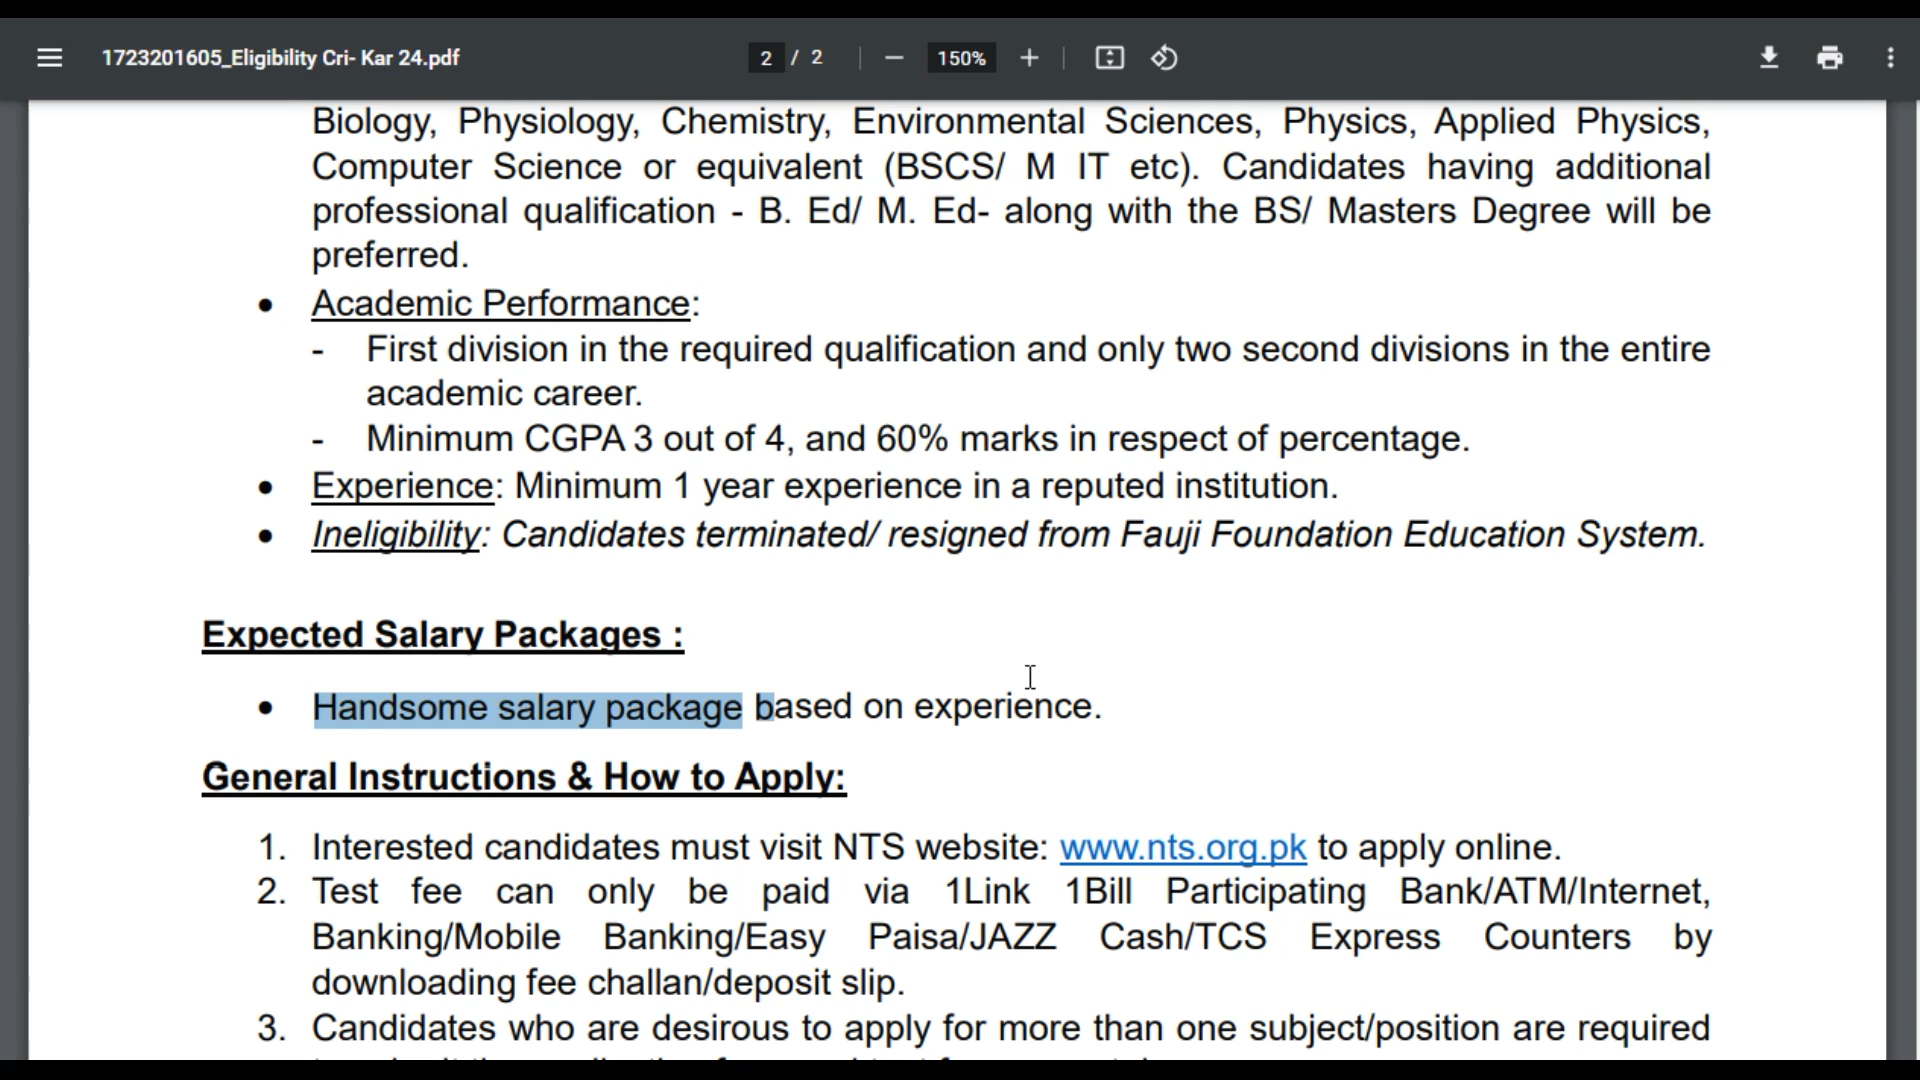 1723201605_Eligibility Cri- Kar 24.pdf
2 / 2
150%
Biology, Physiology, Chemistry, Environmental Sciences, Physics, Applied Physics,
Computer Science or equivalent (BSCS/ M IT etc). Candidates having additional
professional qualification - B. Ed/ M. Ed- along with the BS/ Masters Degree will be
preferred.
• Academic Performance:
- First division in the required qualification and only two second divisions in the entire
academic career.
- Minimum CGPA 3 out of 4, and 60% marks in respect of percentage.
• Experience: Minimum 1 year experience in a reputed institution.
• Ineligibility: Candidates terminated/ resigned from Fauji Foundation Education System.
Expected Salary Packages :
• Handsome salary package based on experience.
General Instructions & How to Apply:
1. Interested candidates must visit NTS website: www.nts.org.pk to apply online.
2. Test fee can only be paid via 1Link 1Bill Participating Bank/ATM/Internet,
Banking/Mobile Banking/Easy Paisa/JAZZ Cash/TCS Express Counters by
downloading fee challan/deposit slip.
3. Candidates who are desirous to apply for more than one subject/position are required